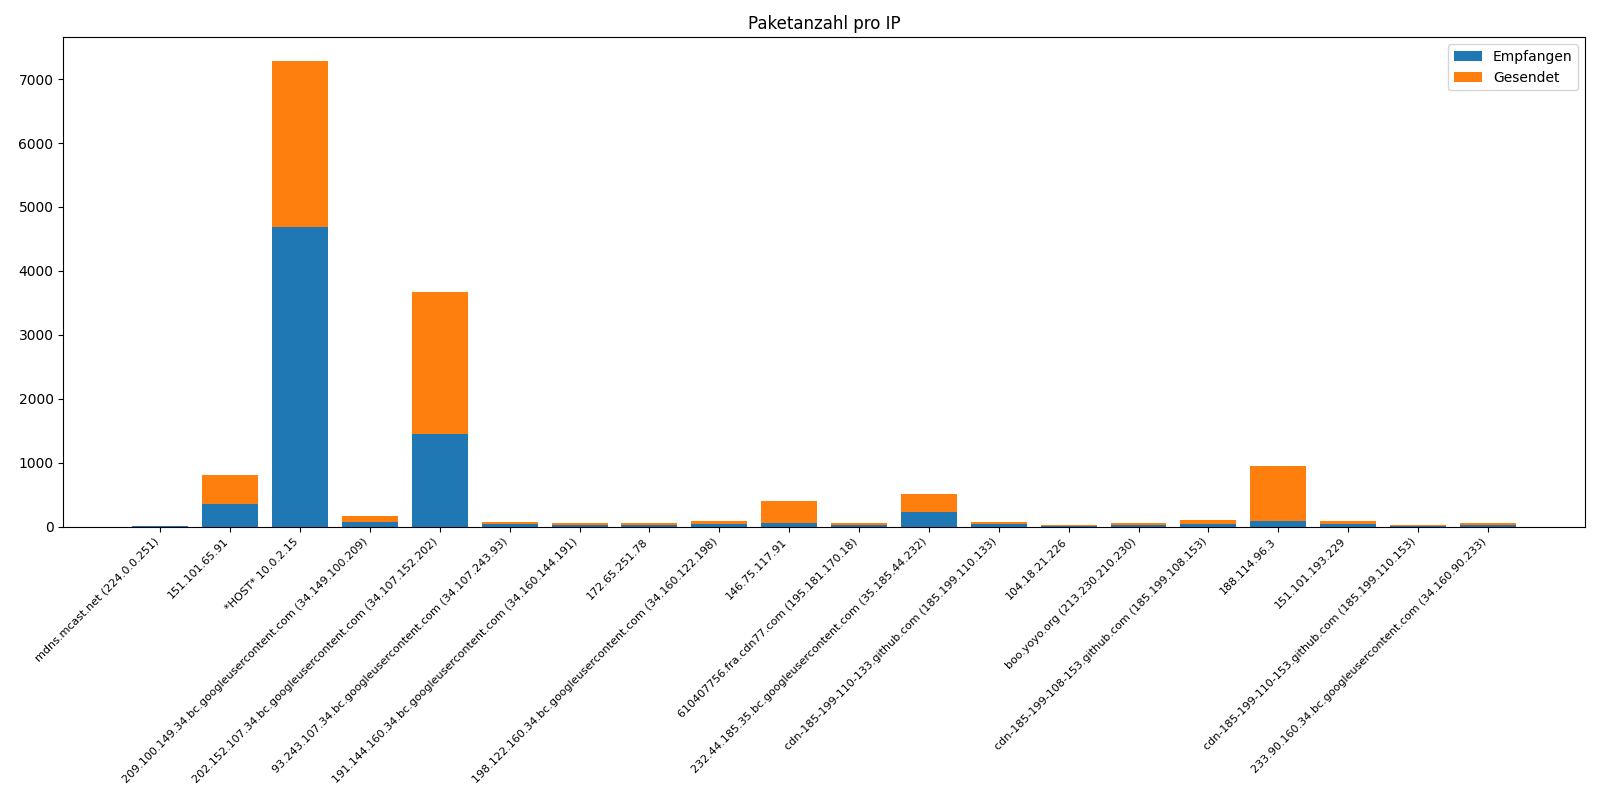 Paketanzahl pro IP
Empfangen
Gesendet
7000
6000
5000
4000
3000
2000
1000
0
mdns.mcast.net (224.0.0.251)
151.101.65.91
*HOST* 10.0.2.15
209.100.149.34.bc.googleusercontent.com (34.149.100.209)
202.152.107.34.bc.googleusercontent.com (34.107.152.202)
93.243.107.34.bc.googleusercontent.com (34.107.243.93)
191.144.160.34.bc.googleusercontent.com (34.160.144.191)
172.65.251.78
198.122.160.34.bc.googleusercontent.com (34.160.122.198)
146.75.117.91
610407756.fra.cdn77.com (195.181.170.18)
232.44.185.35.bc.googleusercontent.com (35.185.44.232)
cdn-185-199-110-133.github.com (185.199.110.133)
104.18.21.226
boo.yoyo.org (213.230.210.230)
cdn-185-199-108-153.github.com (185.199.108.153)
188.114.96.3
151.101.193.229
cdn-185-199-110-153.github.com (185.199.110.153)
233.90.160.34.bc.googleusercontent.com (34.160.90.233)